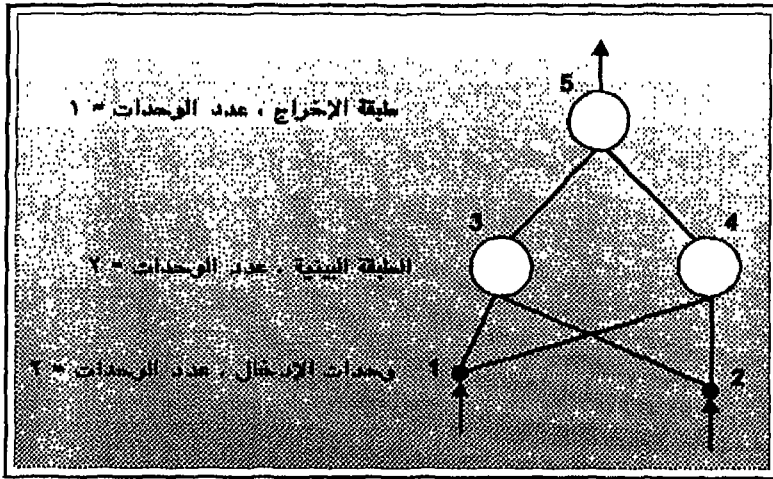 5
طبقة الإخراج ، عدد الوحدات = ١
3 4
الطبقة البينية ، عدد الوحدات = ٢
وحدات الإدخال ، عدد الوحدات = ٢ 1
2